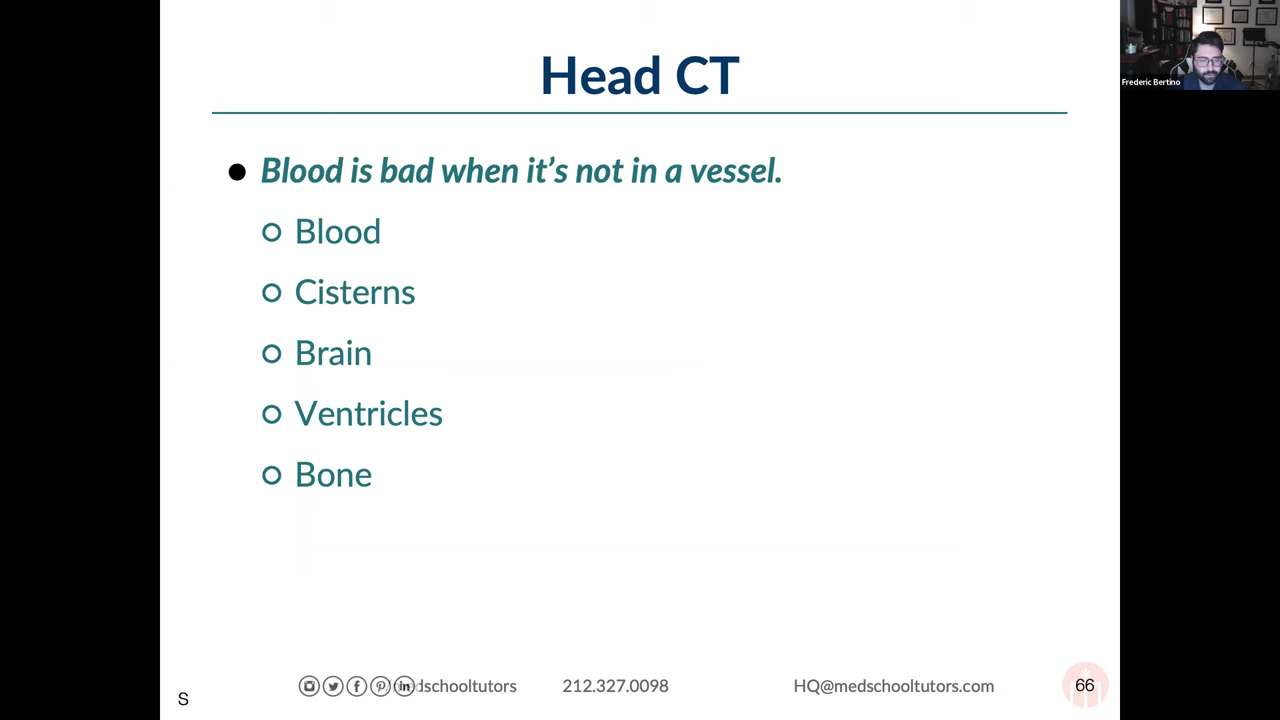 Head CT
Frederic Bertino
● Blood is bad when it's not in a vessel.
○ Blood
○ Cisterns
○ Brain
○ Ventricles
○ Bone
212.327.0098
HQ@medschooltutors.com
66
S